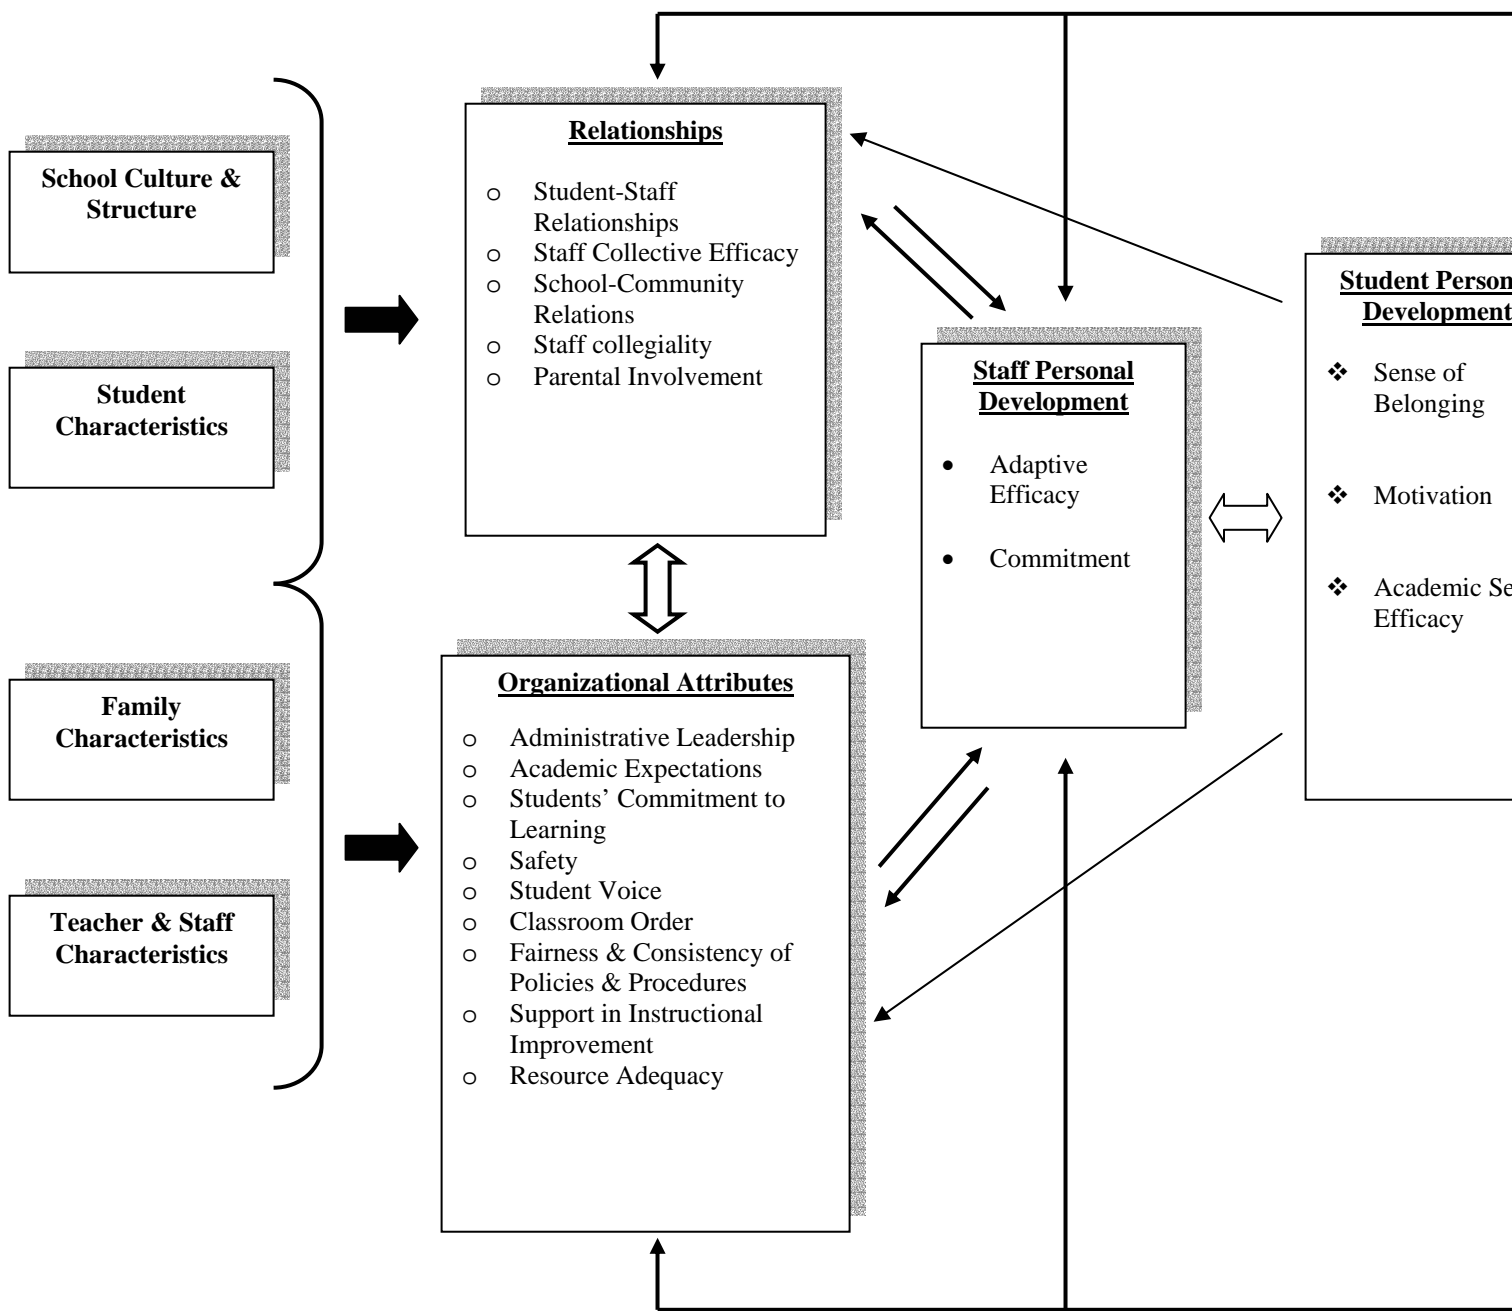 School Culture &
Structure
Student
Characteristics
Family
Characteristics
Teacher & Staff
Characteristics
Relationships
o Student-Staff
Relationships
o Staff Collective Efficacy
o School-Community
Relations
o Staff collegiality
o Parental Involvement
Organizational Attributes
o Administrative Leadership
o Academic Expectations
o Students’ Commitment to
Learning
o Safety
o Student Voice
o Classroom Order
o Fairness & Consistency of
Policies & Procedures
o Support in Instructional
Improvement
o Resource Adequacy
Staff Personal
Development
• Adaptive
Efficacy
• Commitment
Student
Development
❖ Sense of
Belonging
❖ Motivation
❖ Academic
Efficacy